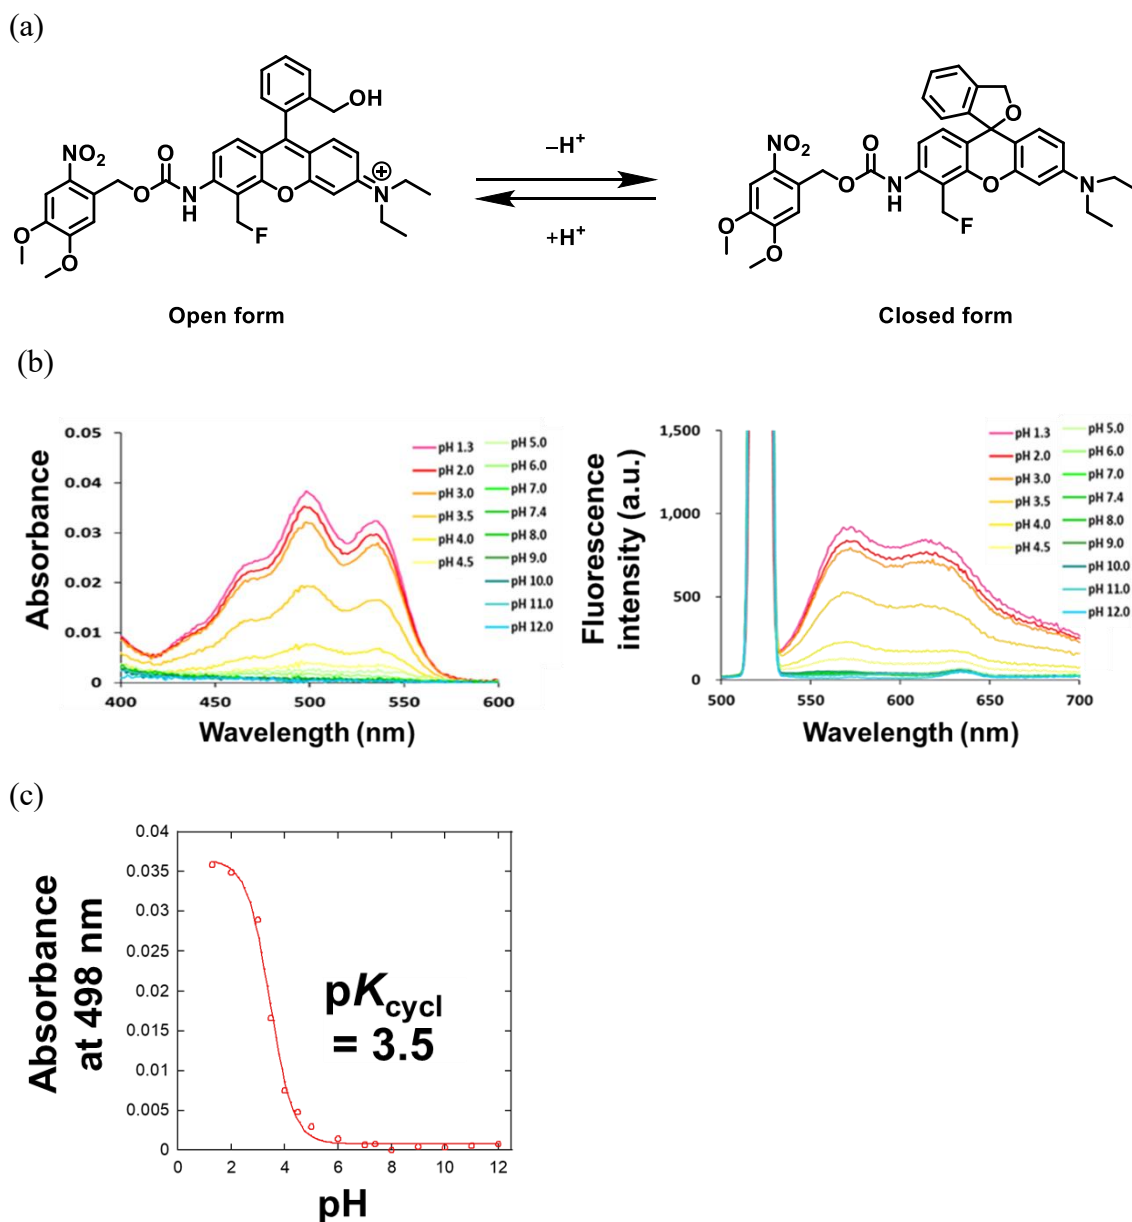 (a)
OH
NO2
O
O
N
H
O
N
⊕
F
O
O
–H+
+H+
O
NO2
O
O
N
H
O
N
F
O
O
Open form
Closed form
(b)
Absorbance
0.05
0.04
0.03
0.02
0.01
0
400
450
500
550
600
Wavelength (nm)
pH 1.3
pH 2.0
pH 3.0
pH 3.5
pH 4.0
pH 4.5
pH 5.0
pH 6.0
pH 7.0
pH 7.4
pH 8.0
pH 9.0
pH 10.0
pH 11.0
pH 12.0
Fluorescence
intensity (a.u.)
1,500
1,000
500
0
500
550
600
650
700
Wavelength (nm)
pH 1.3
pH 2.0
pH 3.0
pH 3.5
pH 4.0
pH 4.5
pH 5.0
pH 6.0
pH 7.0
pH 7.4
pH 8.0
pH 9.0
pH 10.0
pH 11.0
pH 12.0
(c)
Absorbance
at 498 nm
0.04
0.035
0.03
0.025
0.02
0.015
0.01
0.005
0
pKcycl
= 3.5
0
2
4
6
8
10
12
pH